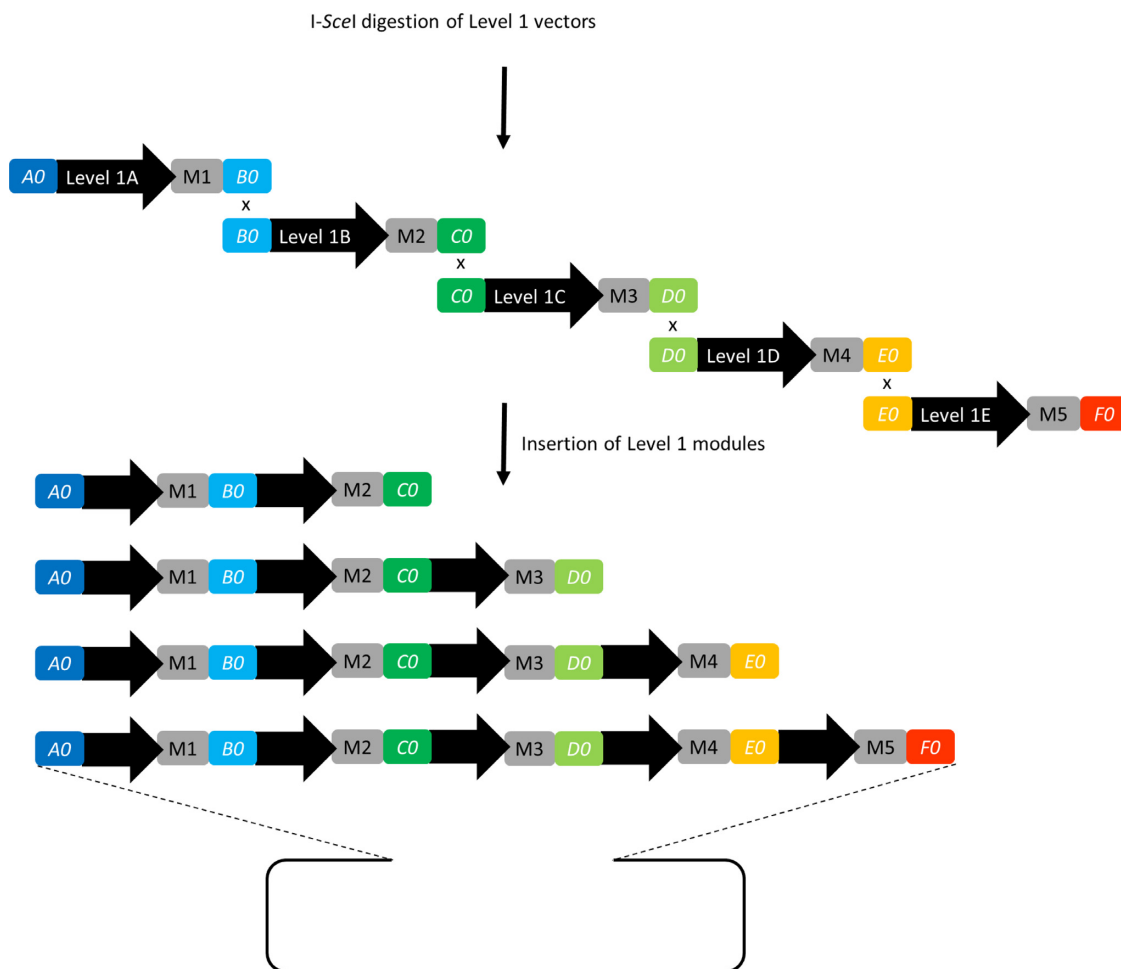 I-SceI digestion of Level 1 vectors
A0 Level 1A M1 B0
x
B0 Level 1B M2 C0
x
C0 Level 1C M3 D0
x
D0 Level 1D M4 E0
x
E0 Level 1E M5 F0
Insertion of Level 1 modules
A0 M1 B0 M2 C0
A0 M1 B0 M2 C0 M3 D0
A0 M1 B0 M2 C0 M3 D0 M4 E0
A0 M1 B0 M2 C0 M3 D0 M4 E0 M5 F0